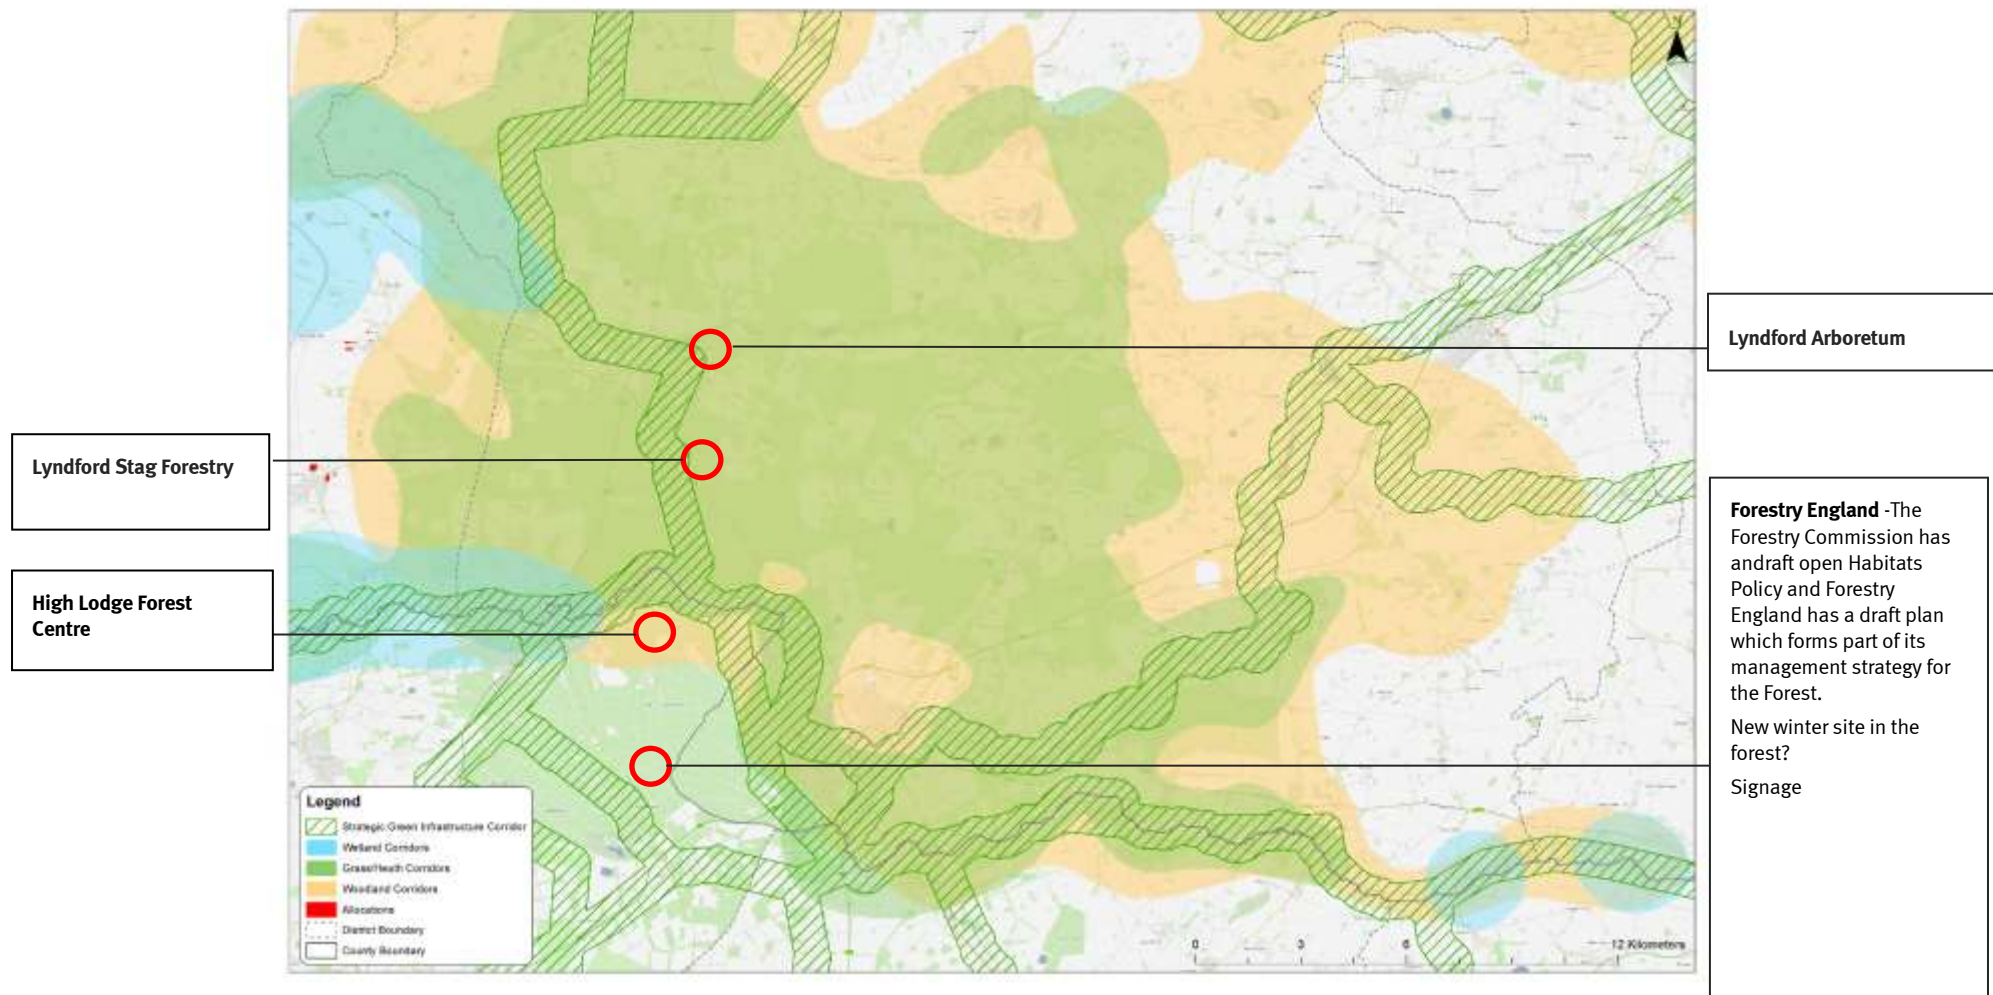 Lyndford Arboretum
Lyndford Stag Forestry
High Lodge Forest
Centre
Forestry England -The
Forestry Commission has
andraft open Habitats
Policy and Forestry
England has a draft plan
which forms part of its
management strategy for
the Forest.
New winter site in the
forest?
Signage
Legend
Strategic Green Infrastructure Corridor
Wetland Corridors
Grass/Heath Corridors
Woodland Corridors
Allocations
District Boundary
County Boundary
0 3 6 12 Kilometers